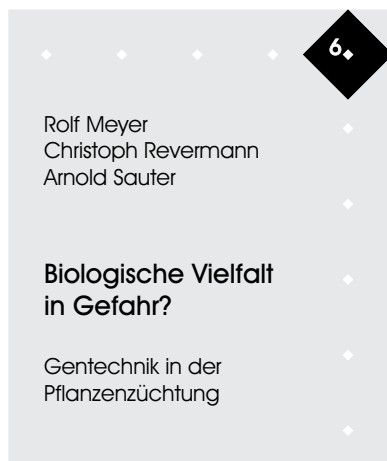 6
Rolf Meyer
Christoph Revermann
Arnold Sauter
Biologische Vielfalt
in Gefahr?
Gentechnik in der
Pflanzenzüchtung